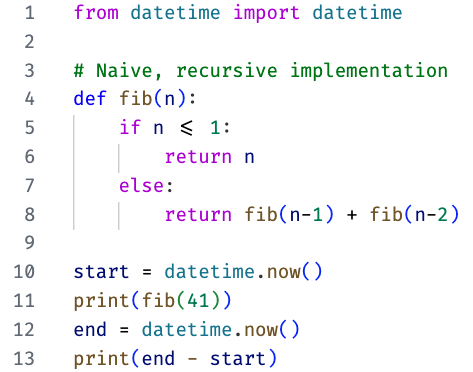 1 from datetime import datetime
2
3 # Naive, recursive implementation
4 def fib(n):
5     if n <= 1:
6         return n
7     else:
8         return fib(n-1) + fib(n-2)
9
10 start = datetime.now()
11 print(fib(41))
12 end = datetime.now()
13 print(end - start)